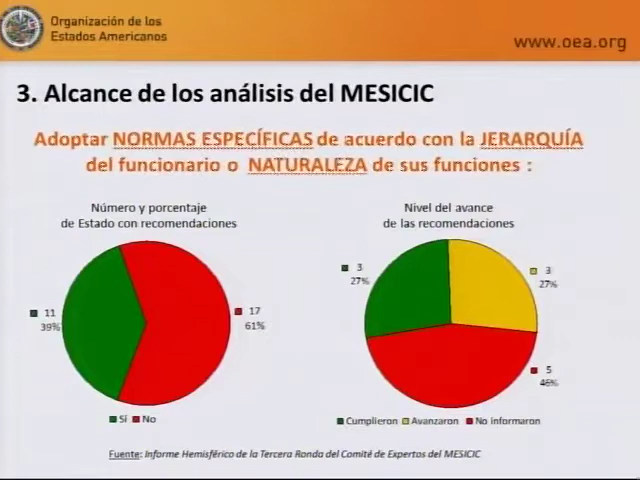 Organización de los
Estados Americanos
www.oea.org
3. Alcance de los análisis del MESICIC
Adoptar NORMAS ESPECÍFICAS de acuerdo con la JERARQUÍA
del funcionario o NATURALEZA de sus funciones :
Número y porcentaje
de Estado con recomendaciones
11
39%
17
61%
Sí No
Nivel del avance
de las recomendaciones
3
27%
3
27%
5
46%
Cumplieron Avanzaron No informaron
Fuente: Informe Hemisférico de la Tercera Ronda del Comité de Expertos del MESICIC